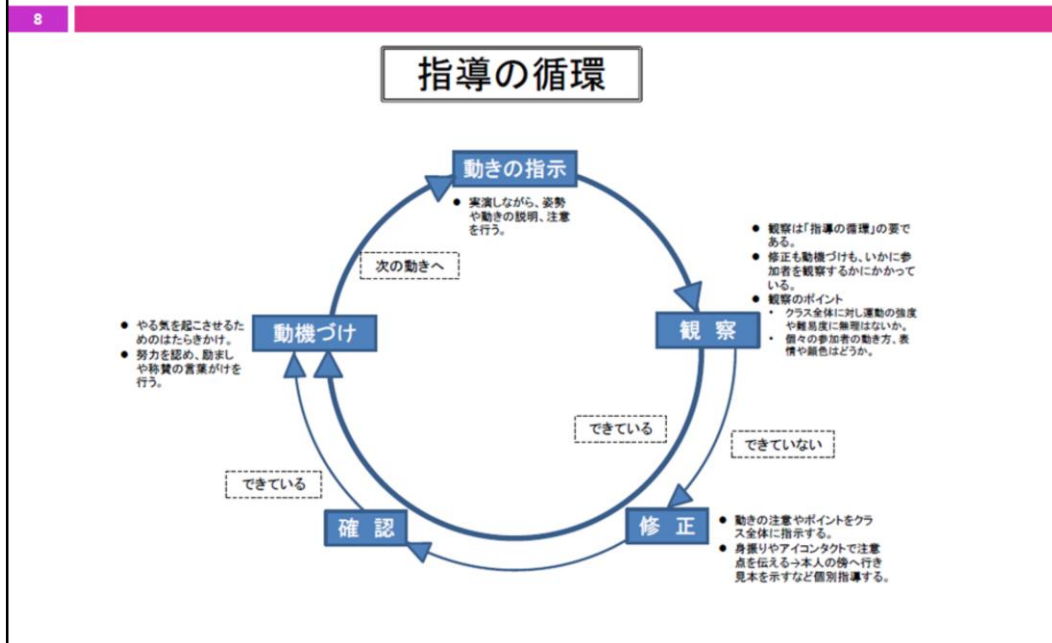 8
指導の循環
動きの指示
● 実演しながら、姿勢
や動きの説明、注意
を行う。
次の動きへ
● 観察は「指導の循環」の要で
ある。
● 修正も動機づけも、いかに参
加者を観察するかにかかって
いる。
● 観察のポイント
• クラス全体に対し運動の強度
や難易度に無理はないか。
• 個々の参加者の動き方、表
情や顔色はどうか。
観 察
動機づけ
● やる気を起こさせるた
めのはたらきかけ。
● 努力を認め、励まし
や称賛の言葉がけを
行う。
できている
できていない
できている
確 認
修 正
● 動きの注意やポイントをクラ
ス全体に指示する。
● 身振りやアイコンタクトで注意
点を伝える→本人の傍へ行き
見本を示すなど個別指導する。